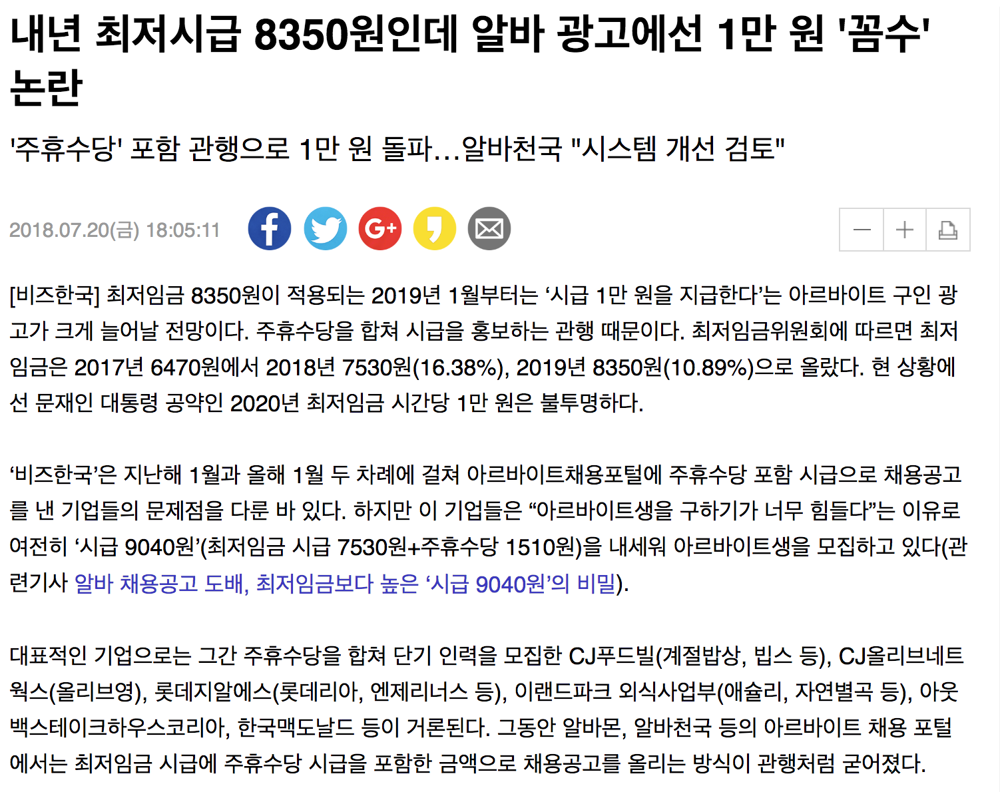 내년 최저시급 8350원인데 알바 광고에선 1만 원 '꼼수'
논란
'주휴수당' 포함 관행으로 1만 원 돌파…알바천국 "시스템 개선 검토"
2018.07.20(금) 18:05:11
[비즈한국] 최저임금 8350원이 적용되는 2019년 1월부터는 ‘시급 1만 원을 지급한다’는 아르바이트 구인 광
고가 크게 늘어날 전망이다. 주휴수당을 합쳐 시급을 홍보하는 관행 때문이다. 최저임금위원회에 따르면 최저
임금은 2017년 6470원에서 2018년 7530원(16.38%), 2019년 8350원(10.89%)으로 올랐다. 현 상황에
선 문재인 대통령 공약인 2020년 최저임금 시간당 1만 원은 불투명하다.
‘비즈한국’은 지난해 1월과 올해 1월 두 차례에 걸쳐 아르바이트채용포털에 주휴수당 포함 시급으로 채용공고
를 낸 기업들의 문제점을 다룬 바 있다. 하지만 이 기업들은 “아르바이트생을 구하기가 너무 힘들다”는 이유로
여전히 ‘시급 9040원’(최저임금 시급 7530원+주휴수당 1510원)을 내세워 아르바이트생을 모집하고 있다(관
련기사 알바 채용공고 도배, 최저임금보다 높은 ‘시급 9040원’의 비밀).
대표적인 기업으로는 그간 주휴수당을 합쳐 단기 인력을 모집한 CJ푸드빌(계절밥상, 빕스 등), CJ올리브네트
웍스(올리브영), 롯데지알에스(롯데리아, 엔제리너스 등), 이랜드파크 외식사업부(애슐리, 자연별곡 등), 아웃
백스테이크하우스코리아, 한국맥도날드 등이 거론된다. 그동안 알바몬, 알바천국 등의 아르바이트 채용 포털
에서는 최저임금 시급에 주휴수당 시급을 포함한 금액으로 채용공고를 올리는 방식이 관행처럼 굳어졌다.